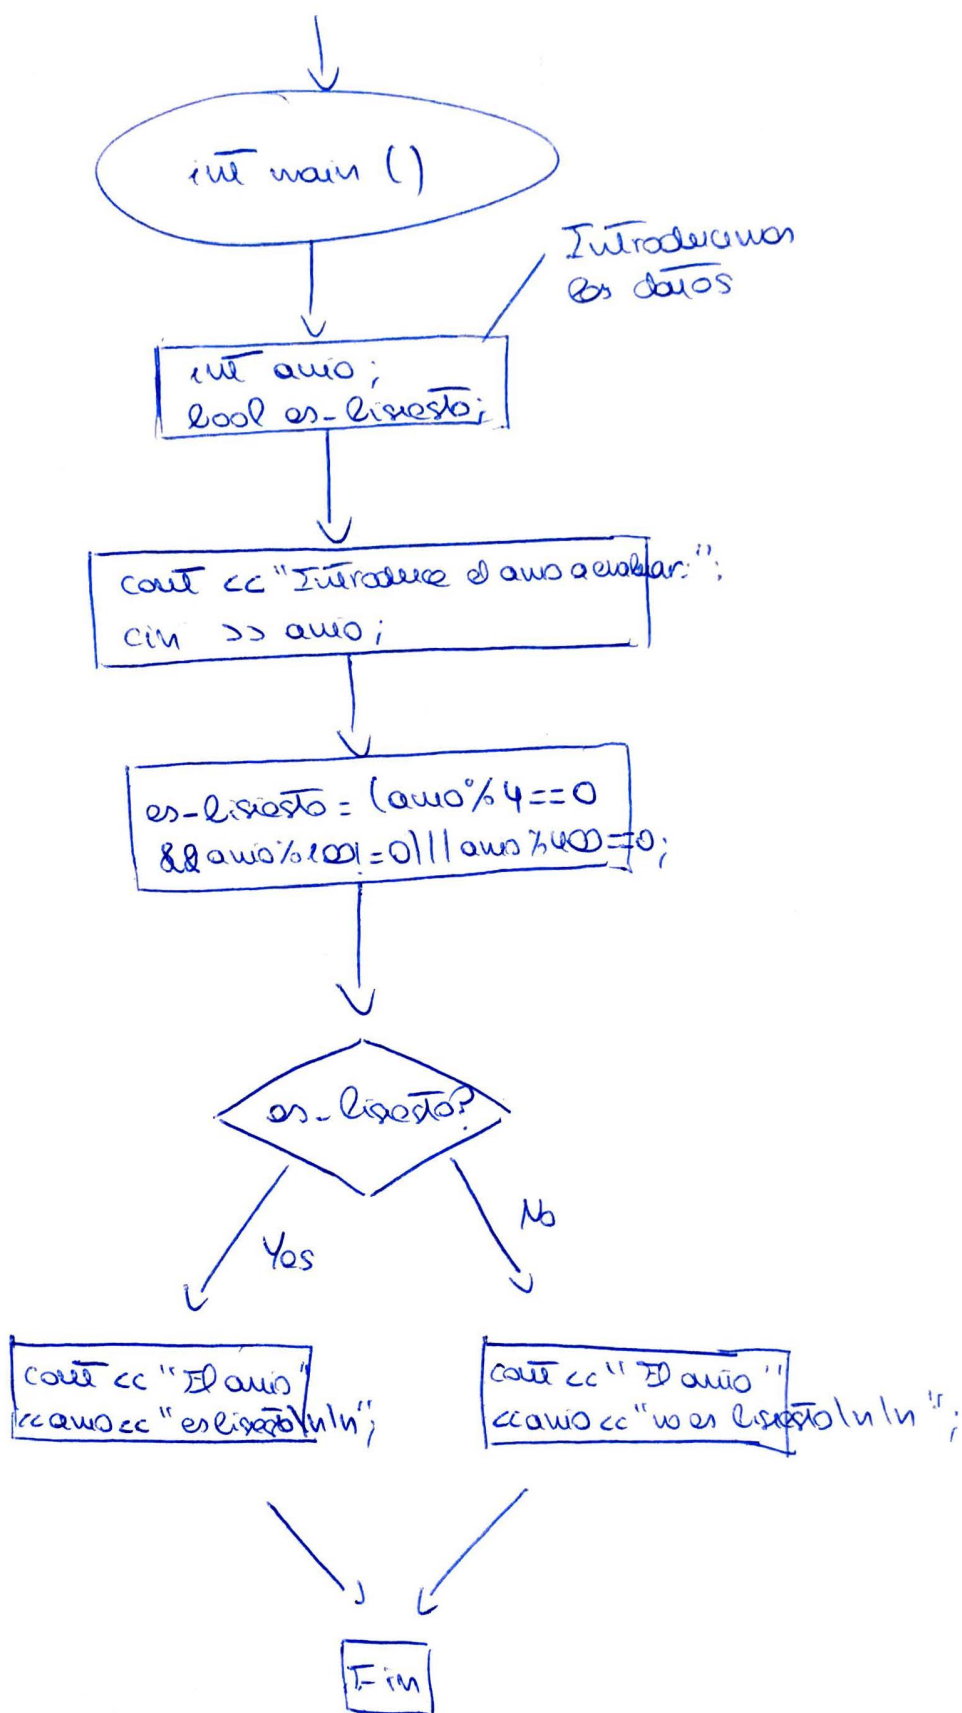 int main ()
Introducimos
los datos
int anio;
bool es_bisiesto;
cout << "Introduce el anio a evaluar: ";
cin >> anio;
es_bisiesto = (anio % 4 == 0
&& anio % 100 != 0) || anio % 400 == 0;
es_bisiesto?
Yes
No
cout << "El anio"
<< anio << "es bisiesto\n\n";
cout << "El anio"
<< anio << "no es bisiesto\n\n";
Fin